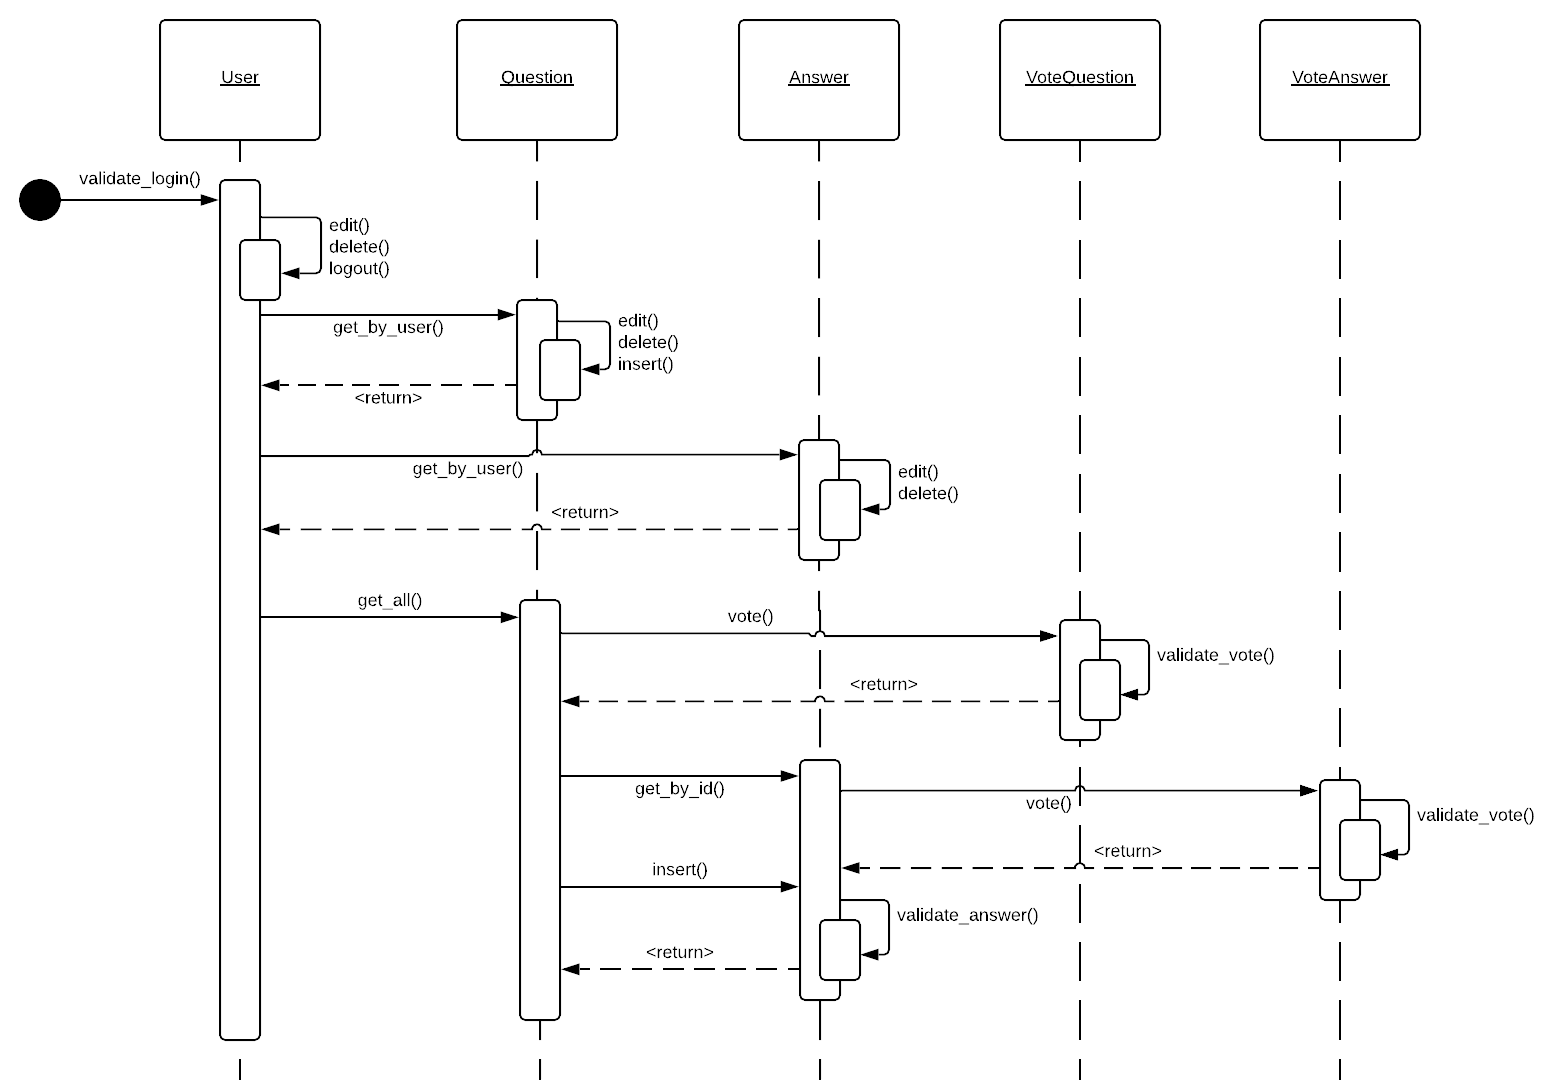 User
Question
Answer
VoteQuestion
VoteAnswer
validate_login()
edit()
delete()
logout()
get_by_user()
edit()
delete()
insert()
<return>
get_by_user()
edit()
delete()
<return>
get_all()
vote()
validate_vote()
<return>
get_by_id()
vote()
validate_vote()
<return>
insert()
validate_answer()
<return>